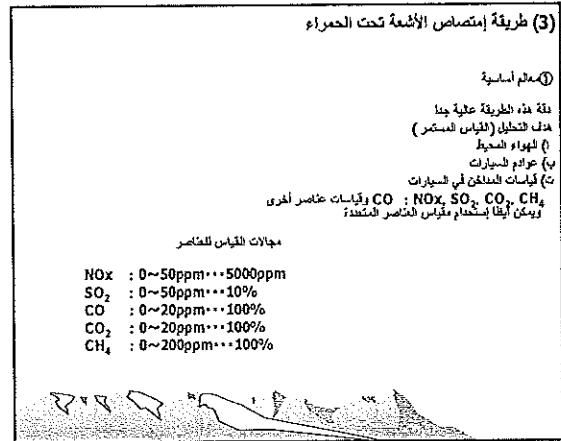 (3) طريقة إمتصاص الأشعة تحت الحمراء
①معالم أساسية
دقة هذه الطريقة عالية جدا
هدف التحليل (القياس المستمر )
أ) الهواء المحيط
ب) عوادم السيارات
ت) قياسات المداخن في السيارات
CO : NOx, SO₂, CO₂, CH₄ وقياسات عناصر أخرى
ويمكن أيضا إستخدام مقياس العناصر المتعددة
مجالات القياس للعناصر
NOx : 0~50ppm···5000ppm
SO₂ : 0~50ppm···10%
CO : 0~20ppm···100%
CO₂ : 0~20ppm···100%
CH₄ : 0~200ppm···100%